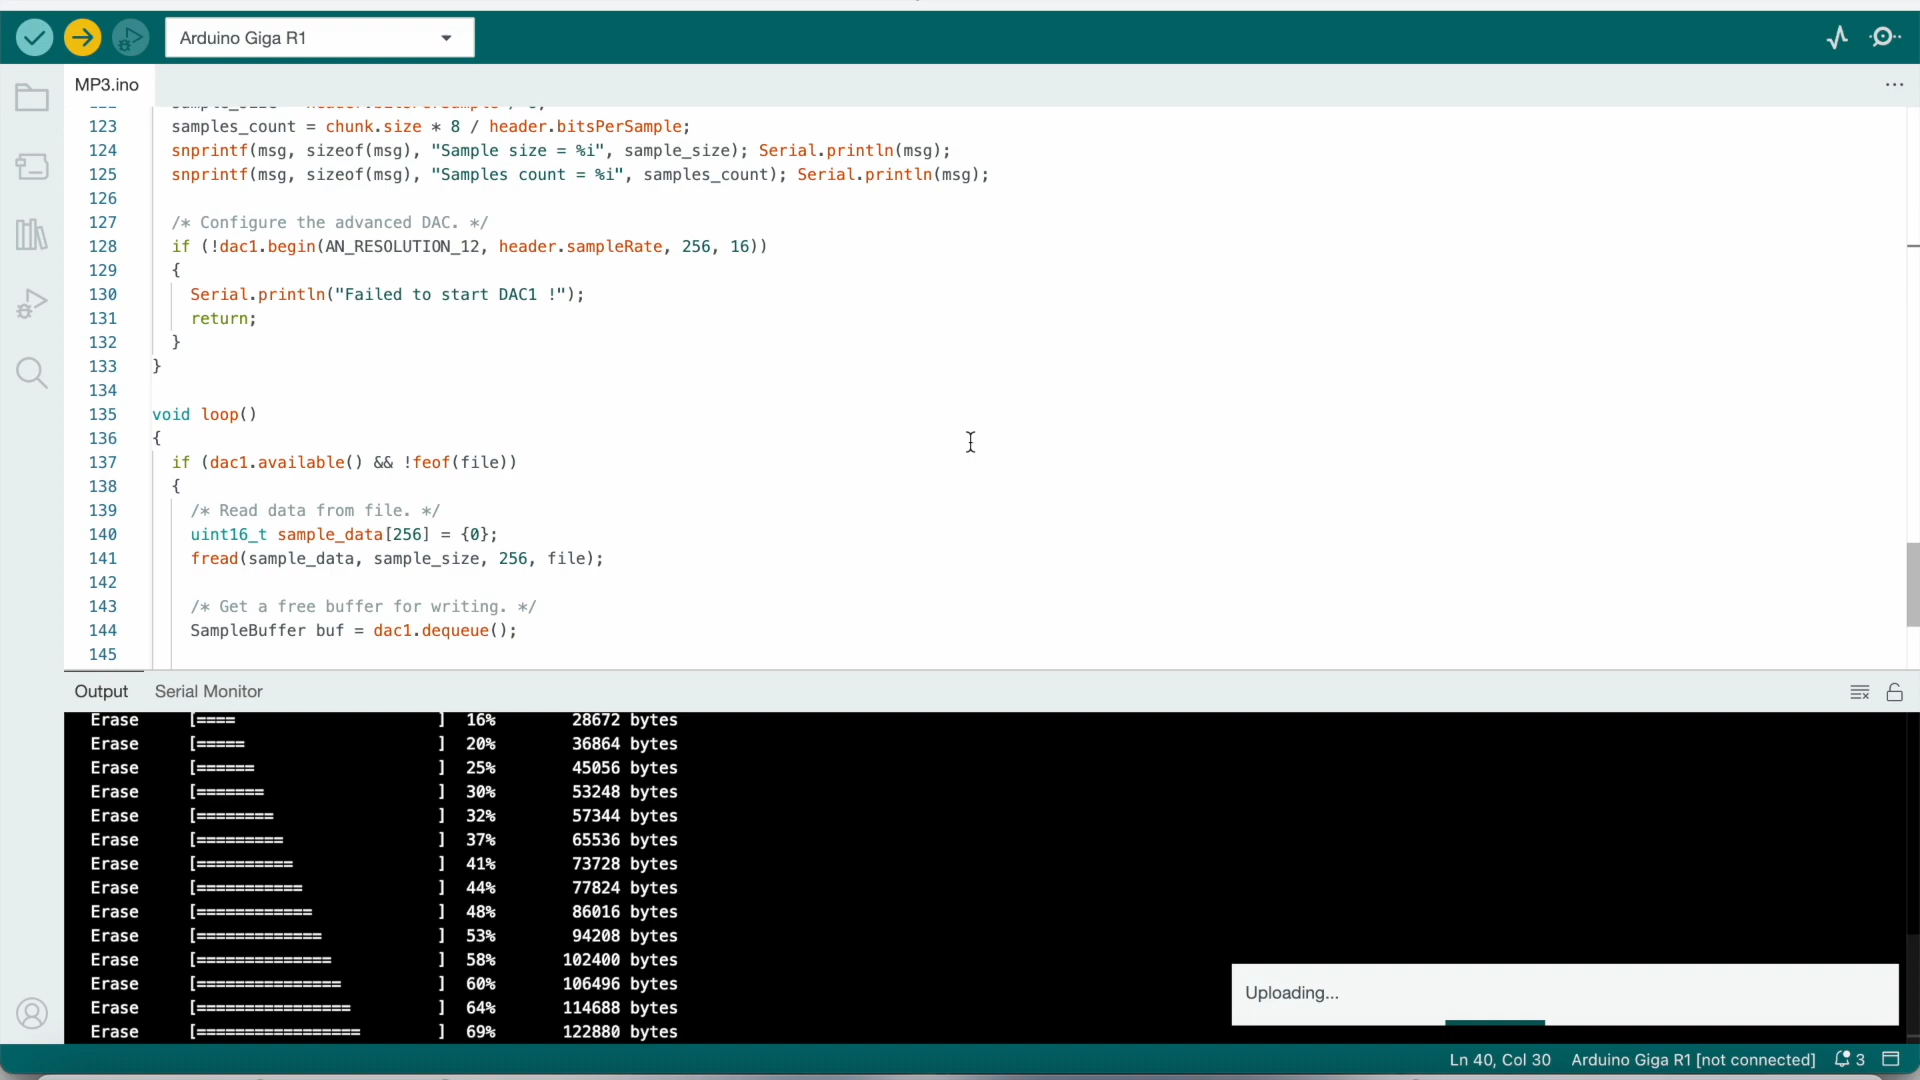 Arduino Giga R1
MP3.ino
123 samples_count = chunk.size * 8 / header.bitsPerSample;
124 snprintf(msg, sizeof(msg), "Sample size = %i", sample_size); Serial.println(msg);
125 snprintf(msg, sizeof(msg), "Samples count = %i", samples_count); Serial.println(msg);
126
127 /* Configure the advanced DAC. */
128 if (!dac1.begin(AN_RESOLUTION_12, header.sampleRate, 256, 16))
129 {
130 Serial.println("Failed to start DAC1 !");
131 return;
132 }
133 }
134
135 void loop()
136 {
137 if (dac1.available() && !feof(file))
138 {
139 /* Read data from file. */
140 uint16_t sample_data[256] = {0};
141 fread(sample_data, sample_size, 256, file);
142
143 /* Get a free buffer for writing. */
144 SampleBuffer buf = dac1.dequeue();
145
Output Serial Monitor
Erase [==== ] 16% 28672 bytes
Erase [===== ] 20% 36864 bytes
Erase [====== ] 25% 45056 bytes
Erase [======= ] 30% 53248 bytes
Erase [======== ] 32% 57344 bytes
Erase [========= ] 37% 65536 bytes
Erase [========== ] 41% 73728 bytes
Erase [=========== ] 44% 77824 bytes
Erase [============ ] 48% 86016 bytes
Erase [============= ] 53% 94208 bytes
Erase [============== ] 58% 102400 bytes
Erase [=============== ] 60% 106496 bytes
Erase [================ ] 64% 114688 bytes
Erase [================= ] 69% 122880 bytes
Uploading...
Ln 40, Col 30 Arduino Giga R1 [not connected] 3